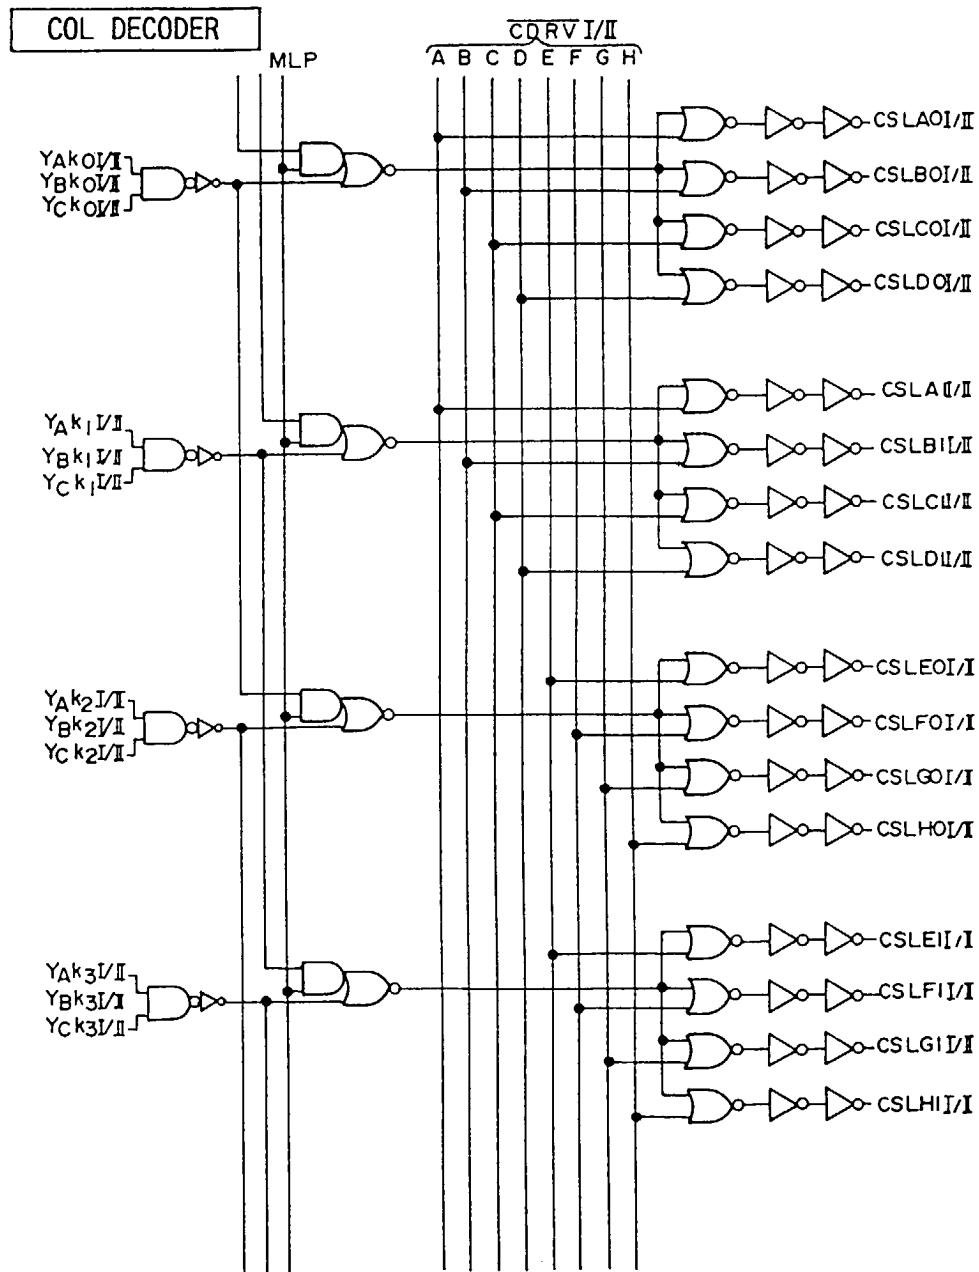 COL DECODER
CDRV I/II
MLP
A B C D E F G H
YAk0I/II
YBk0I/II
YCk0I/II
CSLA0I/II
CSLB0I/II
CSLC0I/II
CSLD0I/II
YAk1I/II
YBk1I/II
YCk1I/II
CSLA1I/II
CSLB1I/II
CSLC1I/II
CSLD1I/II
YAk2I/II
YBk2I/II
YCk2I/II
CSLE0I/II
CSLF0I/II
CSLG0I/II
CSLH0I/II
YAk3I/II
YBk3I/II
YCk3I/II
CSLE1I/II
CSLF1I/II
CSLG1I/II
CSLH1I/II